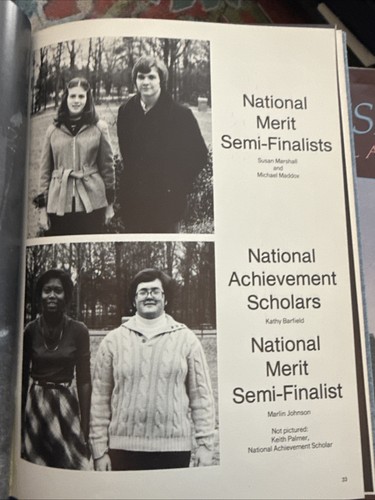 National
Merit
Semi-Finalists
Susan Marshall
and
Michael Maddox
National
Achievement
Scholars
Kathy Barfield
National
Merit
Semi-Finalist
Marlin Johnson
Not pictured:
Keith Palmer,
National Achievement Scholar
33